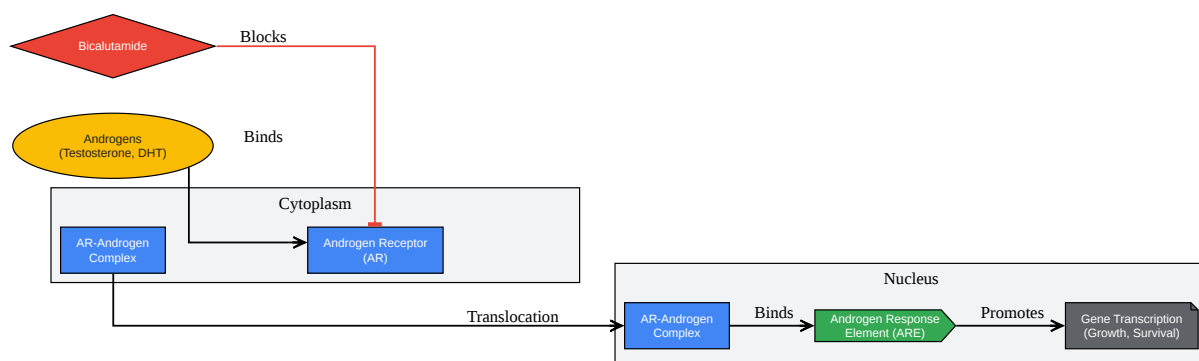 Bicalutamide
Blocks
Androgens
(Testosterone, DHT)
Binds
Cytoplasm
AR-Androgen
Complex
Androgen Receptor
(AR)
Nucleus
Translocation
AR-Androgen
Complex
Binds
Androgen Response
Element (ARE)
Promotes
Gene Transcription
(Growth, Survival)